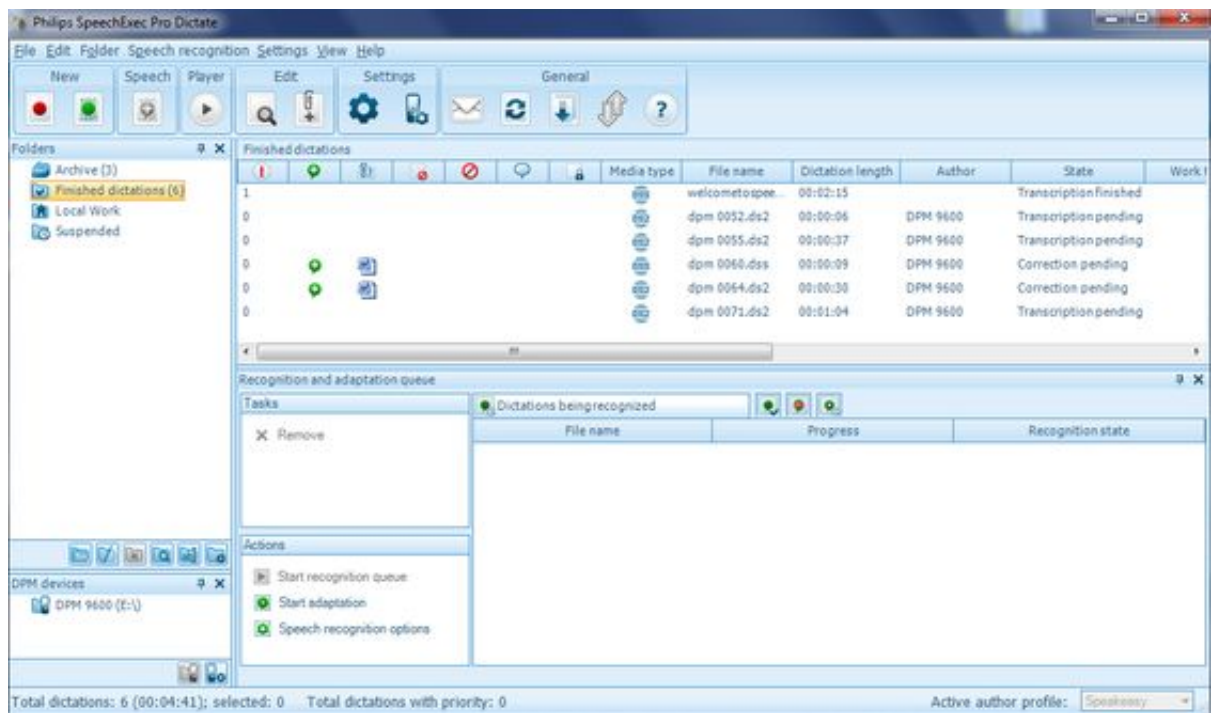 Philips SpeechExec Pro Dictate
File Edit Folder Speech recognition Settings View Help
New Speech Player Edit Settings General
Folders
Archive (3)
Finished dictations (6)
Local Work
Suspended
Finished dictations
Media type File name Dictation length Author State Work
1 welcometospee... 00:02:15 Transcription finished
0 dpm 0052.ds2 00:00:06 DPM 9600 Transcription pending
0 dpm 0055.ds2 00:00:37 DPM 9600 Transcription pending
0 dpm 0060.dss 00:00:09 DPM 9600 Correction pending
0 dpm 0064.ds2 00:00:30 DPM 9600 Correction pending
0 dpm 0071.ds2 00:01:04 DPM 9600 Transcription pending
Recognition and adaptation queue
Tasks
Remove
Dictations being recognized
File name Progress Recognition state
Actions
Start recognition queue
Start adaptation
Speech recognition options
DPM devices
DPM 9600 (E:\)
Total dictations: 6 (00:04:41); selected: 0 Total dictations with priority: 0 Active author profile: Speakeasy